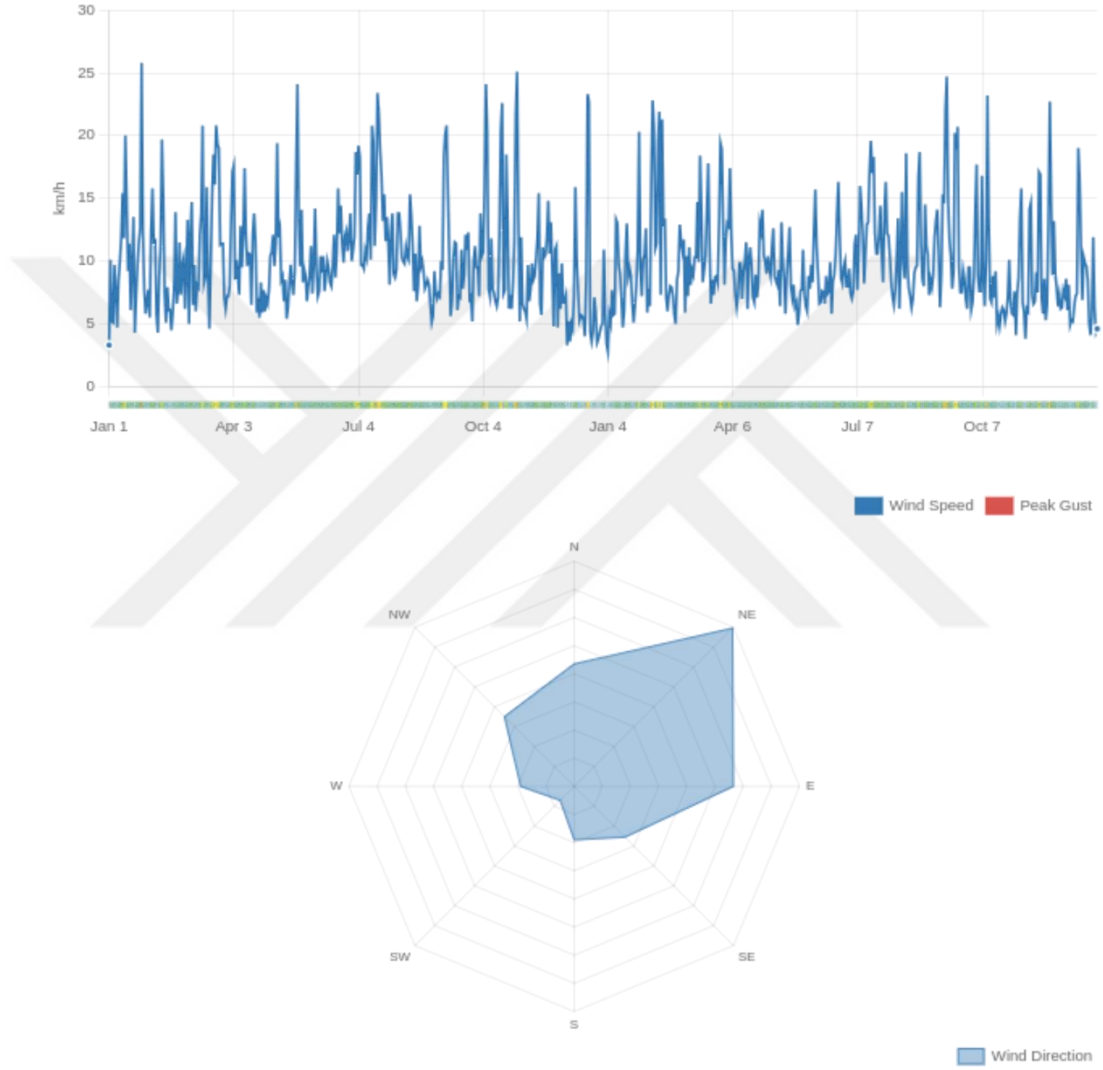 30
25
20
15
10
5
0
km/h
Jan 1 Apr 3 Jul 4 Oct 4 Jan 4 Apr 6 Jul 7 Oct 7
Wind Speed Peak Gust
N
NW NE
W E
SW SE
S
Wind Direction